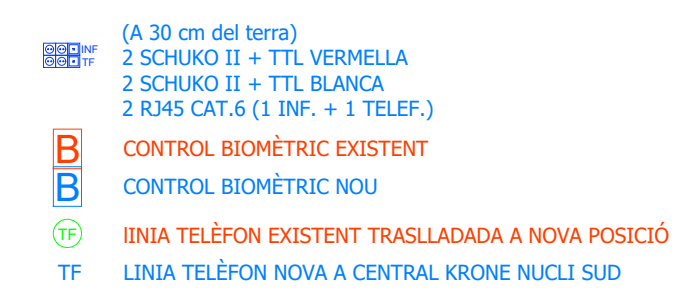 (A 30 cm del terra)
INF
2 SCHUKO II + TTL VERMELLA
TF
2 SCHUKO II + TTL BLANCA
2 RJ45 CAT.6 (1 INF. + 1 TELEF.)
B CONTROL BIOMÈTRIC EXISTENT
B CONTROL BIOMÈTRIC NOU
TF lINIA TELÈFON EXISTENT TRASLLADADA A NOVA POSICIÓ
TF LINIA TELÈFON NOVA A CENTRAL KRONE NUCLI SUD